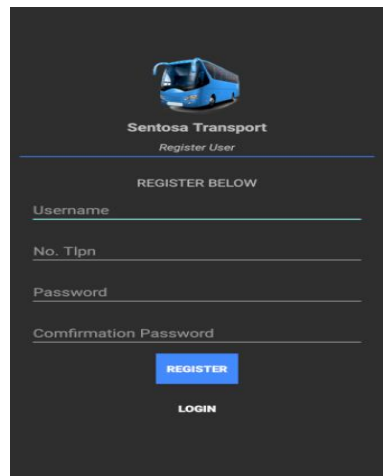 Sentosa Transport
Register User
REGISTER BELOW
Username
No. Tlpn
Password
Comfirmation Password
REGISTER
LOGIN